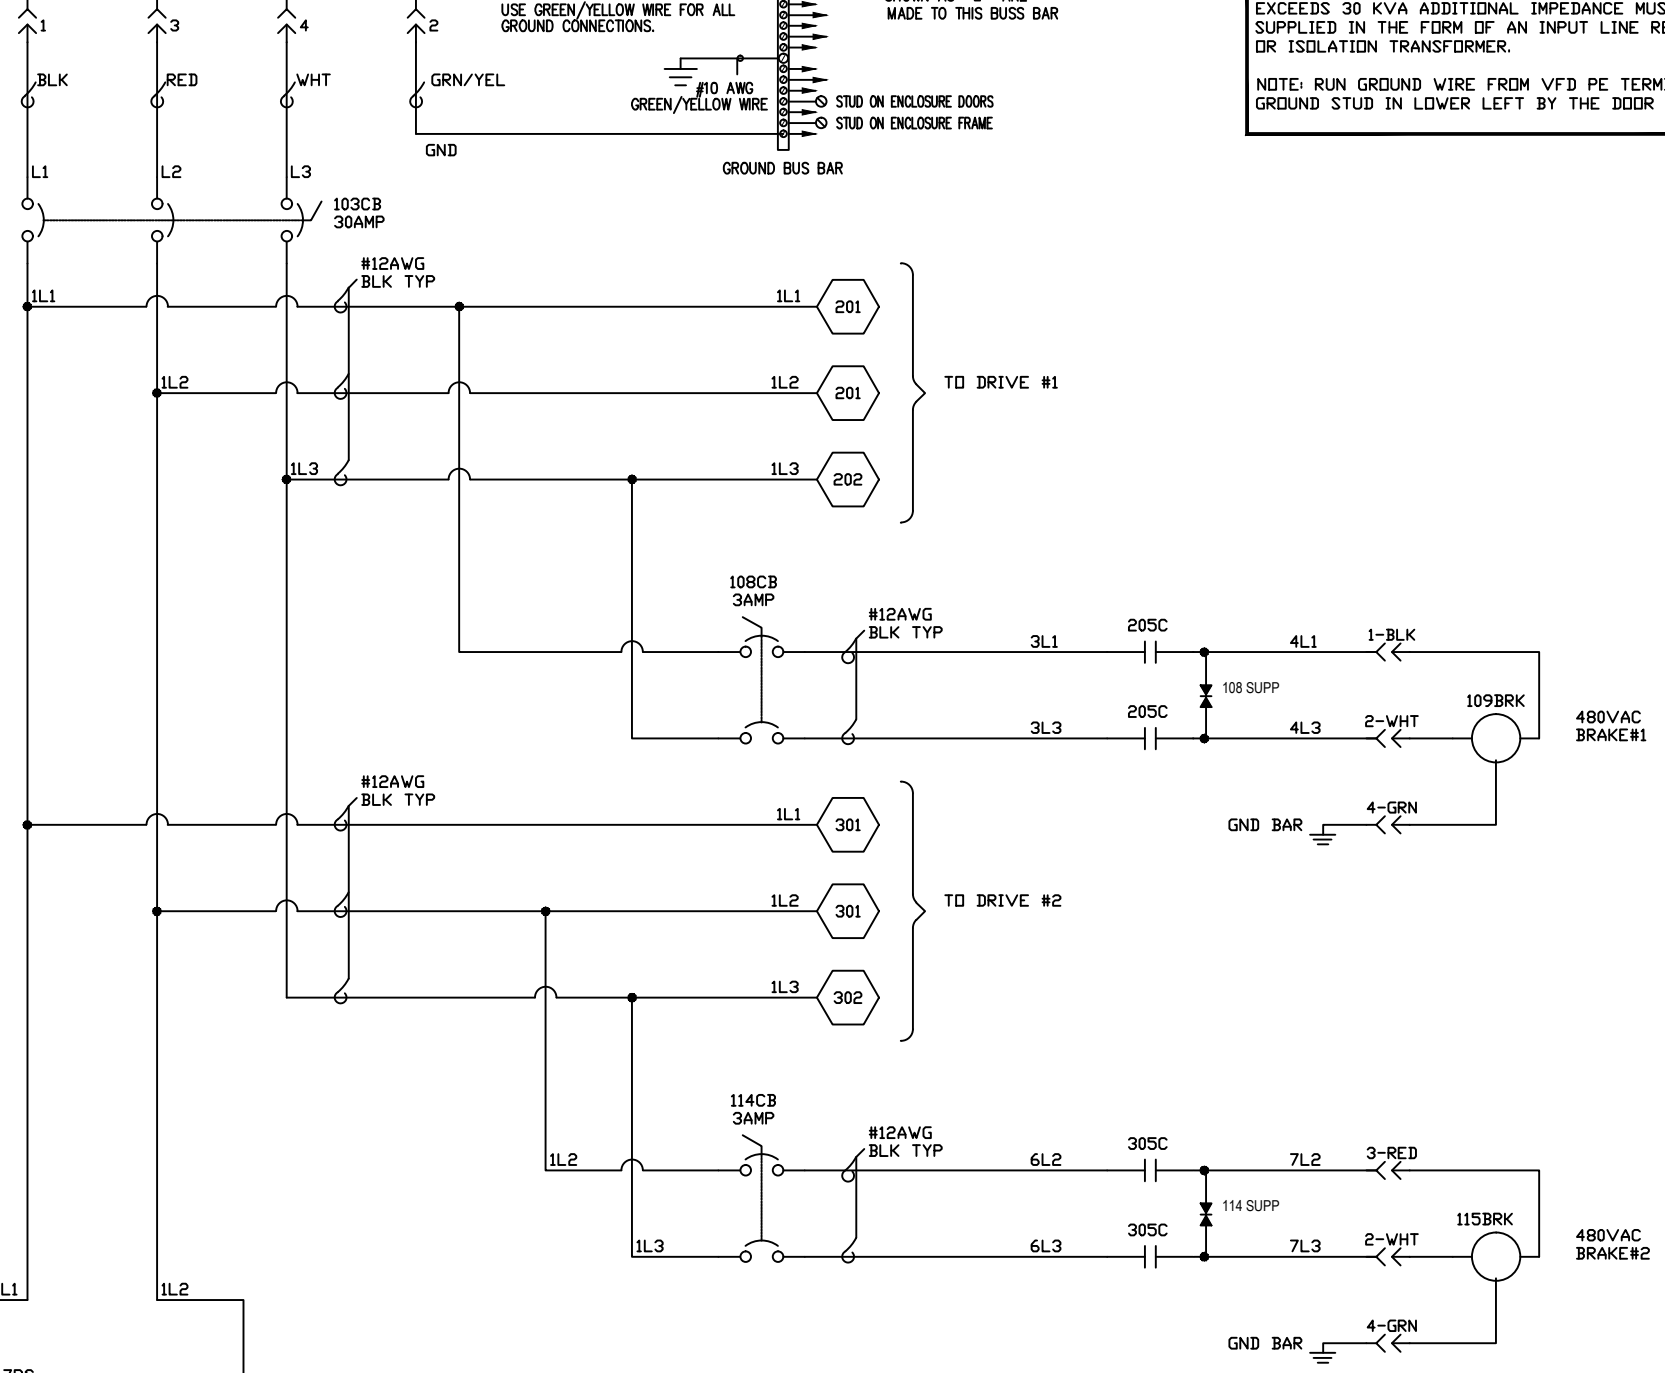 USE GREEN/YELLOW WIRE FOR ALL
GROUND CONNECTIONS.
MADE TO THIS BUSS BAR
EXCEEDS 30 KVA ADDITIONAL IMPEDANCE
SUPPLIED IN THE FORM OF AN INPUT LINE
OR ISOLATION TRANSFORMER.
NOTE: RUN GROUND WIRE FROM VFD PE
GROUND STUD IN LOWER LEFT BY THE DOOR
1
3
4
2
BLK
RED
WHT
GRN/YEL
#10 AWG
GREEN/YELLOW WIRE
STUD ON ENCLOSURE DOORS
STUD ON ENCLOSURE FRAME
GND
GROUND BUS BAR
L1
L2
L3
103CB
30AMP
#12AWG
BLK TYP
1L1
1L1
201
1L2
1L2
201
TO DRIVE #1
1L3
1L3
202
108CB
3AMP
#12AWG
BLK TYP
3L1
205C
4L1
1-BLK
108 SUPP
3L3
205C
4L3
2-WHT
109BRK
480VAC
BRAKE#1
4-GRN
GND BAR
#12AWG
BLK TYP
1L1
301
1L2
301
TO DRIVE #2
1L3
302
114CB
3AMP
#12AWG
BLK TYP
1L2
6L2
305C
7L2
3-RED
114 SUPP
1L3
6L3
305C
7L3
2-WHT
115BRK
480VAC
BRAKE#2
4-GRN
GND BAR
L1
1L2